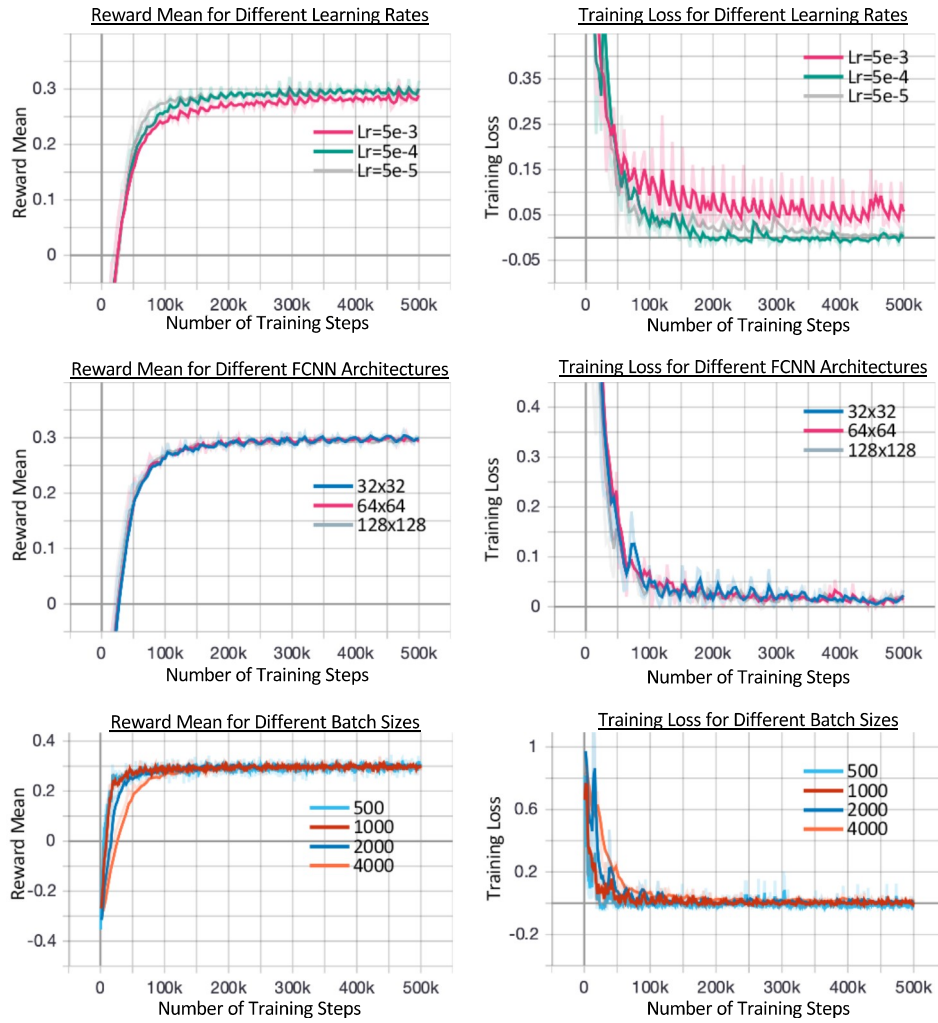 Reward Mean for Different Learning Rates
0.3
0.2
0.1
0
Reward Mean
Lr=5e-3
Lr=5e-4
Lr=5e-5
0 100k 200k 300k 400k 500k
Number of Training Steps
Training Loss for Different Learning Rates
0.35
0.25
0.15
0.05
-0.05
Training Loss
Lr=5e-3
Lr=5e-4
Lr=5e-5
0 100k 200k 300k 400k 500k
Number of Training Steps
Reward Mean for Different FCNN Architectures
0.3
0.2
0.1
0
Reward Mean
32x32
64x64
128x128
0 100k 200k 300k 400k 500k
Number of Training Steps
Training Loss for Different FCNN Architectures
0.4
0.3
0.2
0.1
0
Training Loss
32x32
64x64
128x128
0 100k 200k 300k 400k 500k
Number of Training Steps
Reward Mean for Different Batch Sizes
0.4
0.2
0
-0.2
-0.4
Reward Mean
500
1000
2000
4000
0 100k 200k 300k 400k 500k
Number of Training Steps
Training Loss for Different Batch Sizes
1
0.6
0.2
-0.2
Training Loss
500
1000
2000
4000
0 100k 200k 300k 400k 500k
Number of Training Steps